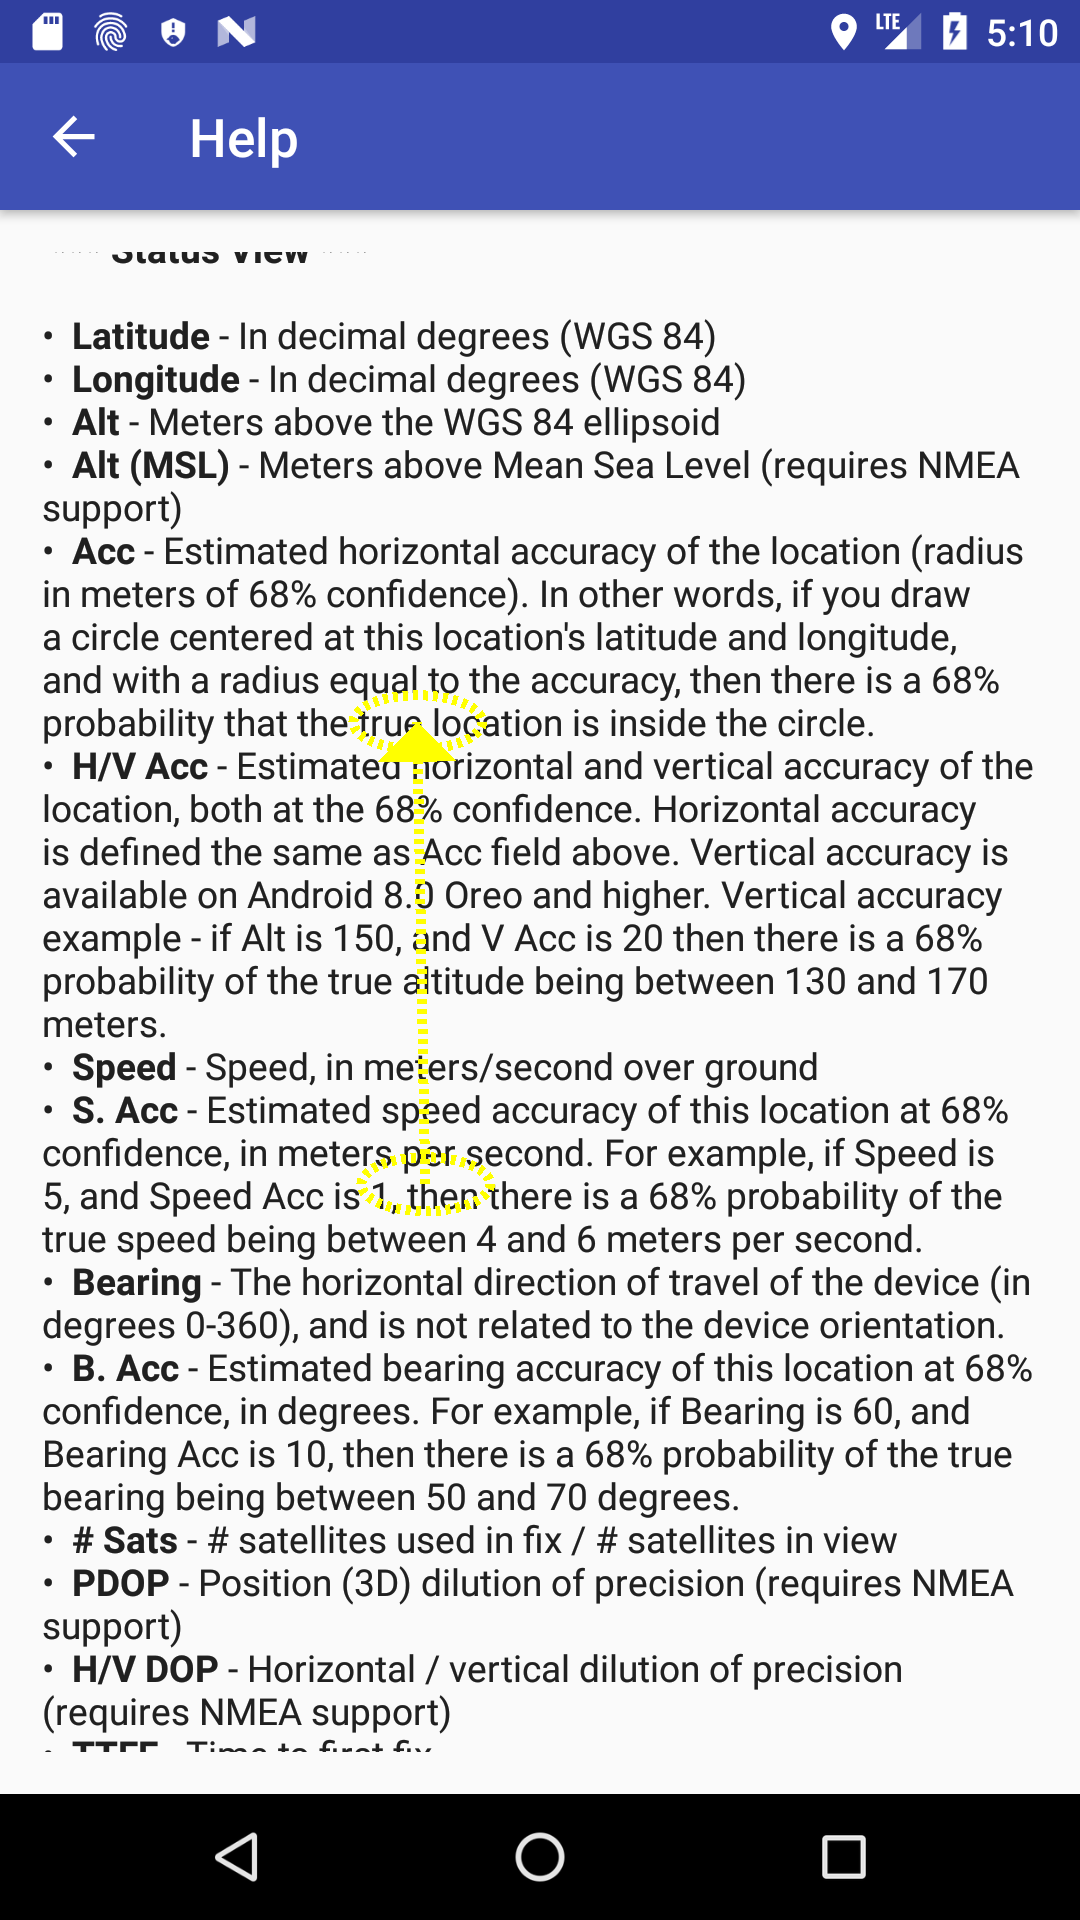 LTE 5:10
Help
--- Status View ---
• Latitude - In decimal degrees (WGS 84)
• Longitude - In decimal degrees (WGS 84)
• Alt - Meters above the WGS 84 ellipsoid
• Alt (MSL) - Meters above Mean Sea Level (requires NMEA
support)
• Acc - Estimated horizontal accuracy of the location (radius
in meters of 68% confidence). In other words, if you draw
a circle centered at this location's latitude and longitude,
and with a radius equal to the accuracy, then there is a 68%
probability that the true location is inside the circle.
• H/V Acc - Estimated horizontal and vertical accuracy of the
location, both at the 68% confidence. Horizontal accuracy
is defined the same as Acc field above. Vertical accuracy is
available on Android 8.0 Oreo and higher. Vertical accuracy
example - if Alt is 150, and V Acc is 20 then there is a 68%
probability of the true altitude being between 130 and 170
meters.
• Speed - Speed, in meters/second over ground
• S. Acc - Estimated speed accuracy of this location at 68%
confidence, in meters per second. For example, if Speed is
5, and Speed Acc is 1, then there is a 68% probability of the
true speed being between 4 and 6 meters per second.
• Bearing - The horizontal direction of travel of the device (in
degrees 0-360), and is not related to the device orientation.
• B. Acc - Estimated bearing accuracy of this location at 68%
confidence, in degrees. For example, if Bearing is 60, and
Bearing Acc is 10, then there is a 68% probability of the true
bearing being between 50 and 70 degrees.
• # Sats - # satellites used in fix / # satellites in view
• PDOP - Position (3D) dilution of precision (requires NMEA
support)
• H/V DOP - Horizontal / vertical dilution of precision
(requires NMEA support)
• TTFF - Time to first fix